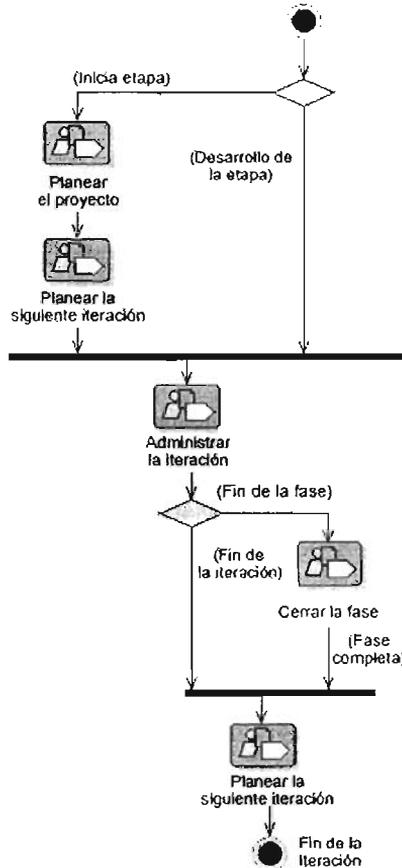 (Inicia etapa)
(Desarrollo de
la etapa)
Planear
el proyecto
Planear la
siguiente iteración
Administrar
la iteración
(Fin de la fase)
(Fin de
la iteración)
Cerrar la fase
(Fase
completa)
Planear la
siguiente iteración
Fin de la
Iteración